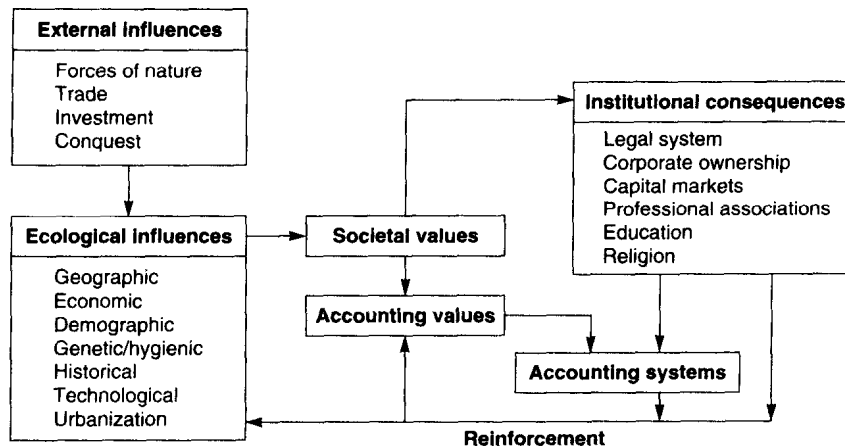 External influences
Forces of nature
Trade
Investment
Conquest
Ecological influences
Geographic
Economic
Demographic
Genetic/hygienic
Historical
Technological
Urbanization
Societal values
Accounting values
Institutional consequences
Legal system
Corporate ownership
Capital markets
Professional associations
Education
Religion
Accounting systems
Reinforcement